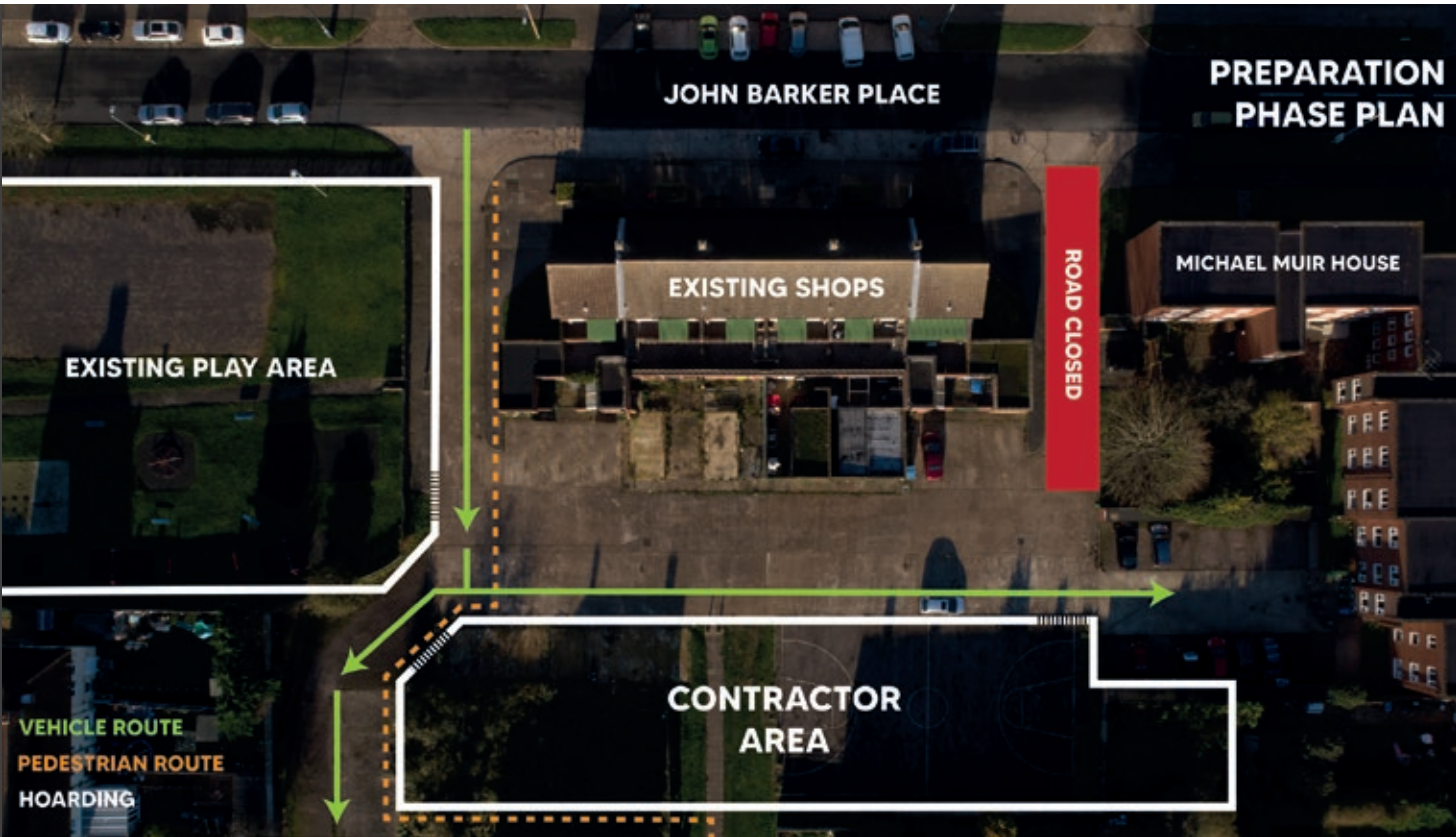 JOHN BARKER PLACE
PREPARATION
PHASE PLAN
MICHAEL MUIR HOUSE
EXISTING SHOPS
ROAD CLOSED
EXISTING PLAY AREA
CONTRACTOR
AREA
VEHICLE ROUTE
PEDESTRIAN ROUTE
HOARDING